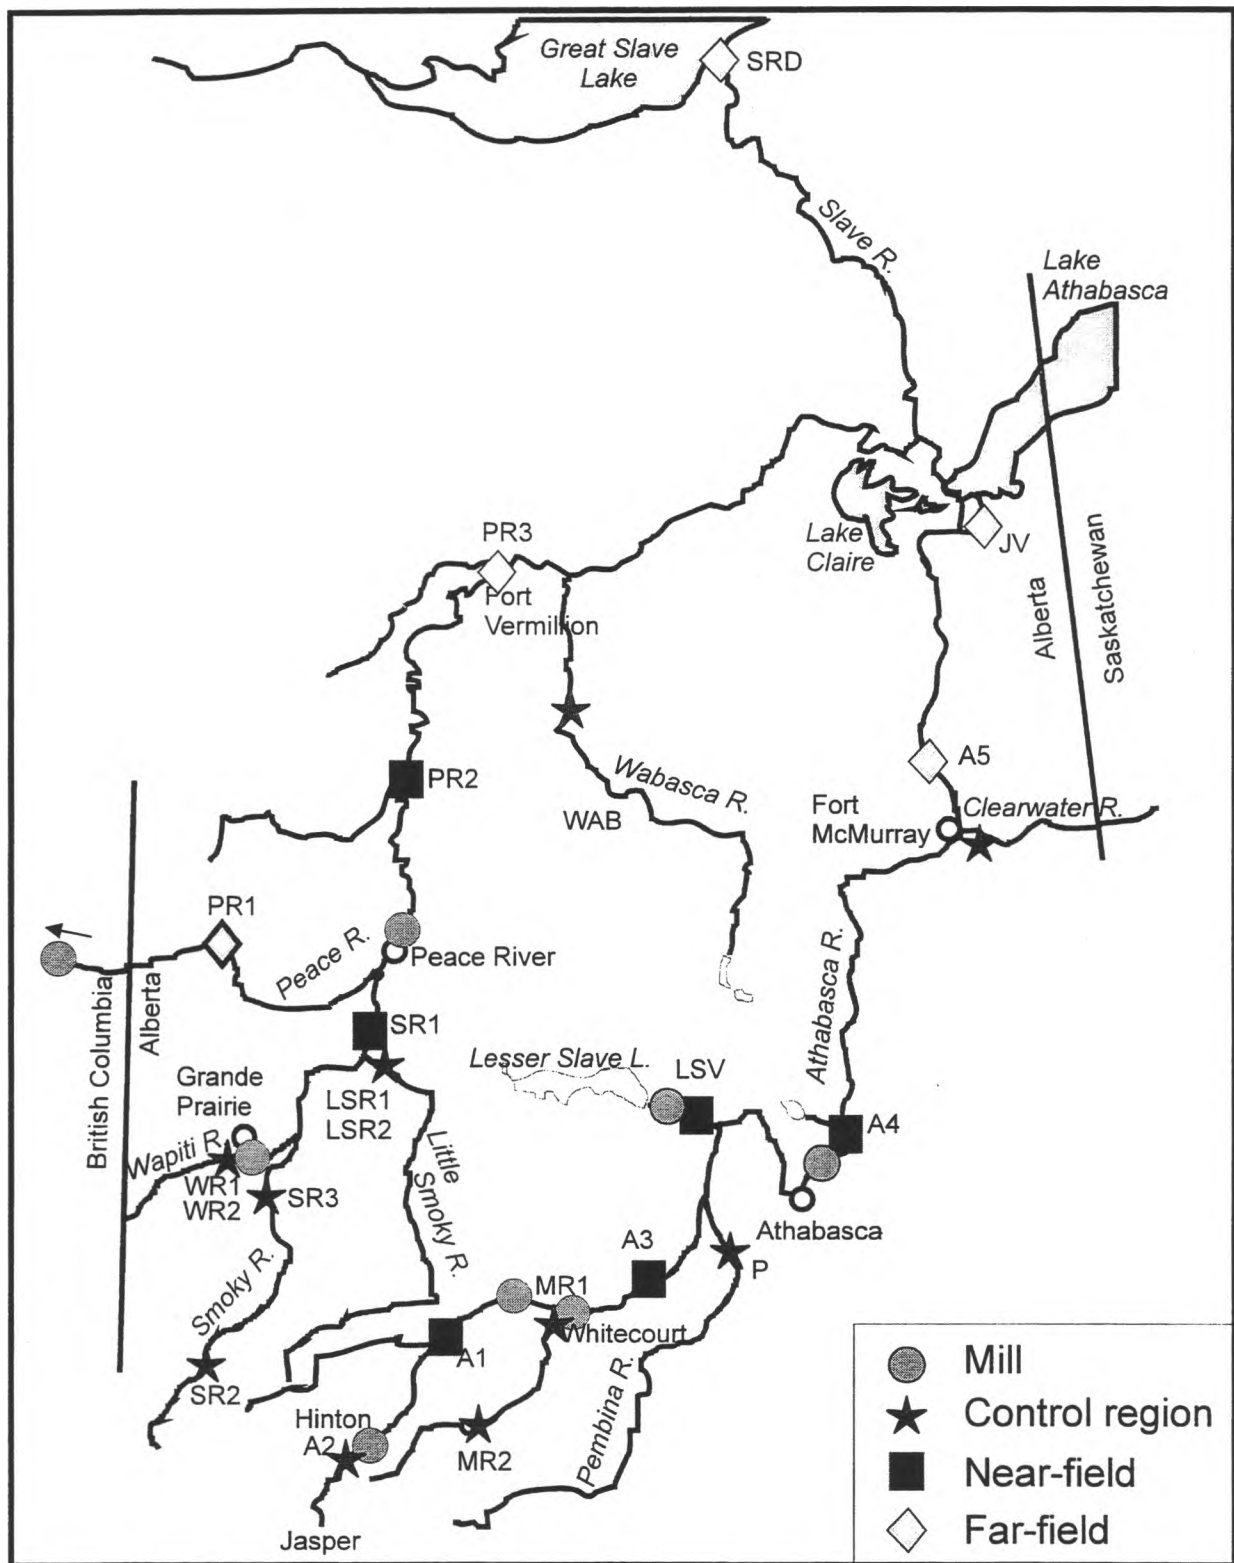 Great Slave
Lake
SRD
Slave R.
Lake
Athabasca
PR3
Fort
Vermillion
Lake
Claire
JV
Alberta
Saskatchewan
PR2
WAB
Wabasca R.
A5
Fort
McMurray
Clearwater R.
PR1
Peace R.
Peace River
British Columbia
Alberta
SR1
Athabasca R.
Grande
Prairie
LSR1
LSR2
Lesser Slave L.
LSV
A4
Wapiti R.
WR1
WR2
SR3
Little
Smoky R.
Athabasca
A3
P
Smoky R.
MR1
Whitecourt
A1
SR2
Hinton
A2
MR2
Pembina R.
Jasper
Mill
Control region
Near-field
Far-field